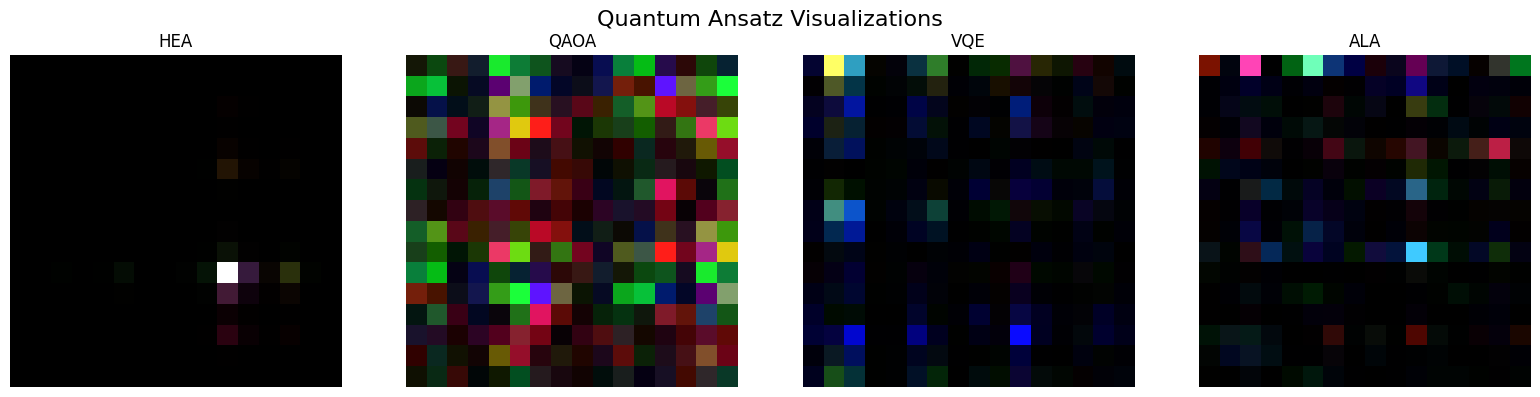 Quantum Ansatz Visualizations
HEA
QAOA
VQE
ALA